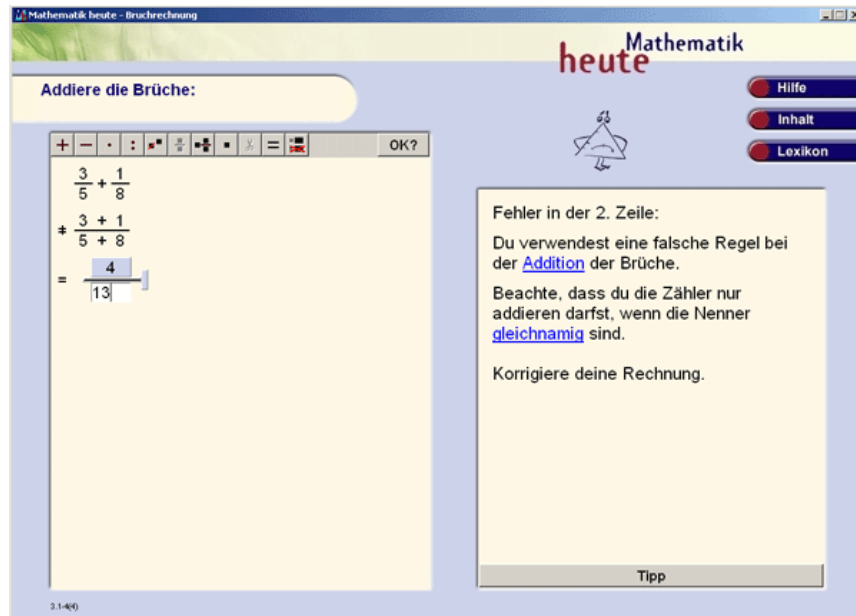 Mathematik heute - Bruchrechnung
Mathematik
heute
Addiere die Brüche:
Hilfe
Inhalt
Lexikon
+ − · : = OK?
3/5 + 1/8
≠ 3 + 1 / 5 + 8
= 4 / 13
Fehler in der 2. Zeile:
Du verwendest eine falsche Regel bei
der Addition der Brüche.
Beachte, dass du die Zähler nur
addieren darfst, wenn die Nenner
gleichnamig sind.
Korrigiere deine Rechnung.
Tipp
3.1-4(4)